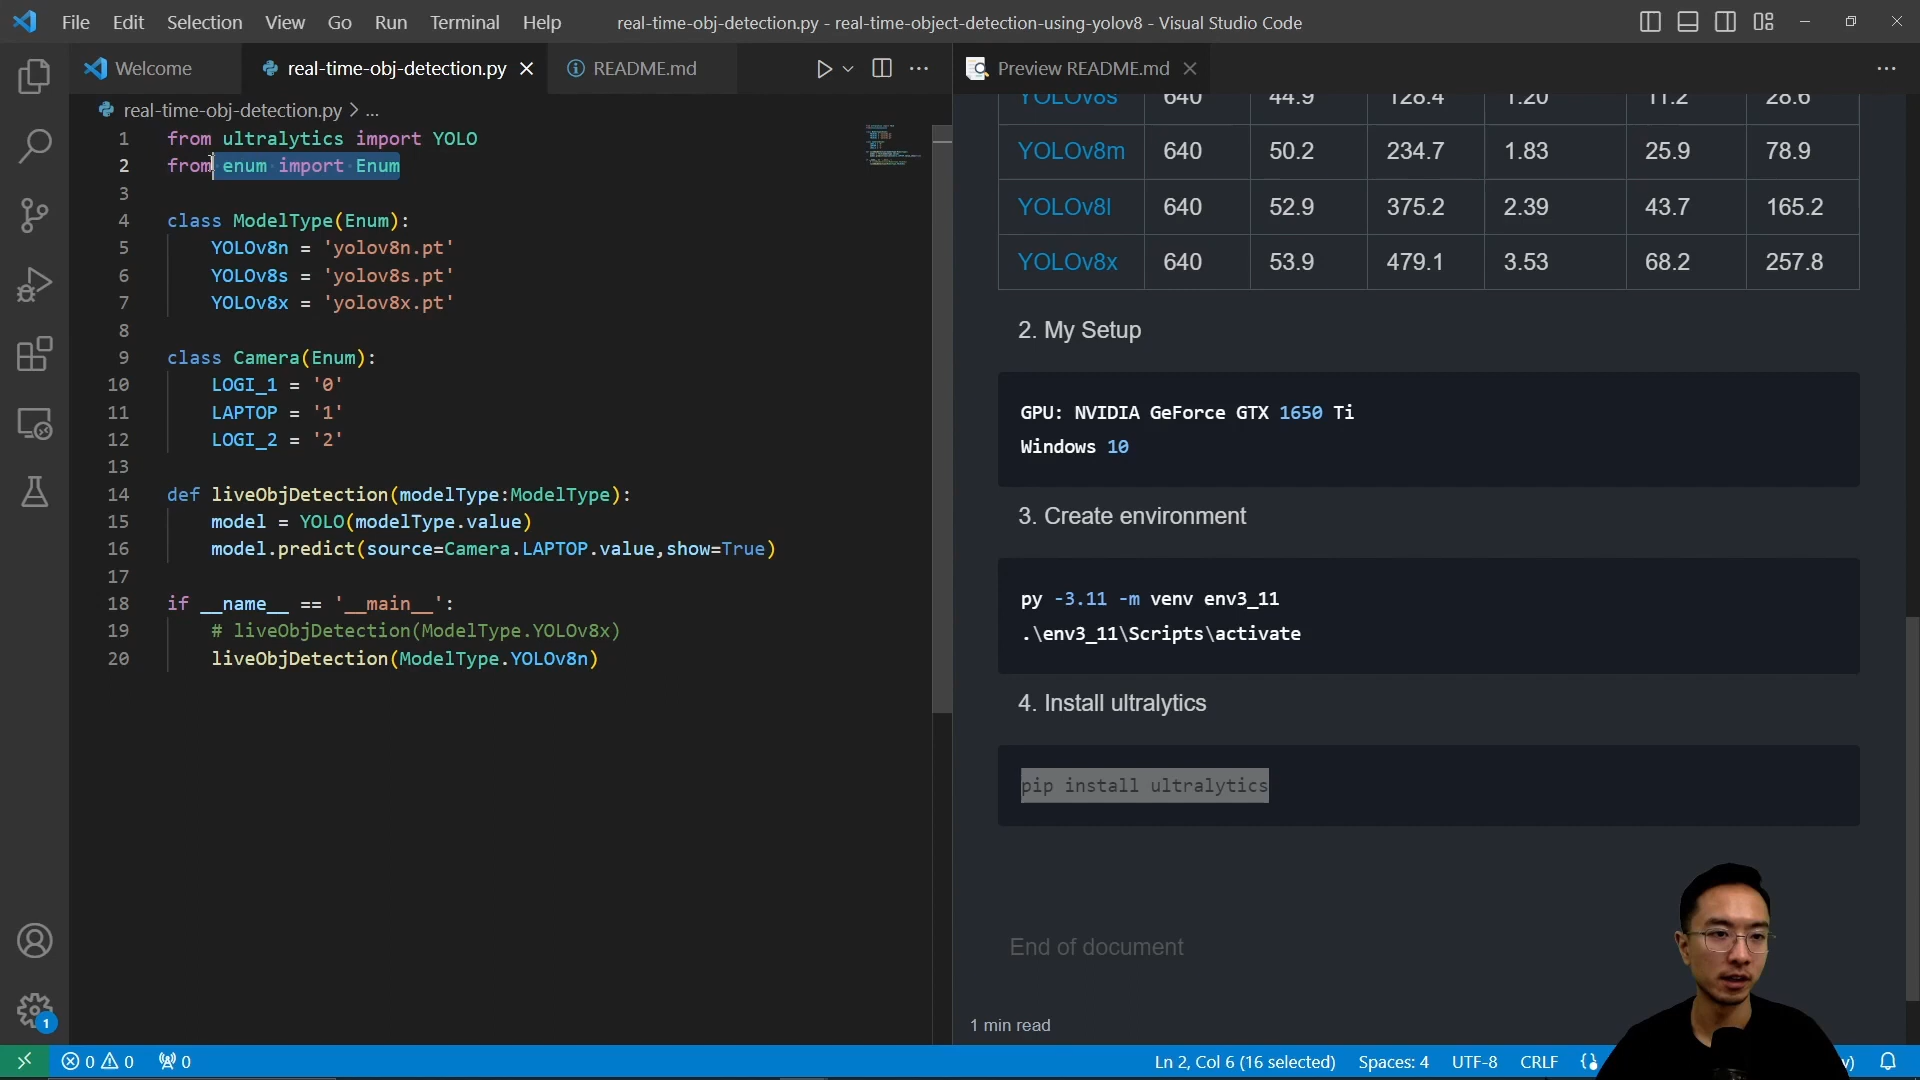 File Edit Selection View Go Run Terminal Help
real-time-obj-detection.py - real-time-object-detection-using-yolov8 - Visual Studio Code
Welcome
real-time-obj-detection.py
README.md
Preview README.md
real-time-obj-detection.py > ...
1 from ultralytics import YOLO
2 from enum import Enum
3
4 class ModelType(Enum):
5 YOLOv8n = 'yolov8n.pt'
6 YOLOv8s = 'yolov8s.pt'
7 YOLOv8x = 'yolov8x.pt'
8
9 class Camera(Enum):
10 LOGI_1 = '0'
11 LAPTOP = '1'
12 LOGI_2 = '2'
13
14 def liveObjDetection(modelType:ModelType):
15 model = YOLO(modelType.value)
16 model.predict(source=Camera.LAPTOP.value,show=True)
17
18 if __name__ == '__main__':
19 # liveObjDetection(ModelType.YOLOv8x)
20 liveObjDetection(ModelType.YOLOv8n)
YOLOv8s 640 44.9 128.4 1.20 11.2 28.6
YOLOv8m 640 50.2 234.7 1.83 25.9 78.9
YOLOv8l 640 52.9 375.2 2.39 43.7 165.2
YOLOv8x 640 53.9 479.1 3.53 68.2 257.8
2. My Setup
GPU: NVIDIA GeForce GTX 1650 Ti
Windows 10
3. Create environment
py -3.11 -m venv env3_11
.\env3_11\Scripts\activate
4. Install ultralytics
pip install ultralytics
End of document
1 min read
1
0 0 0
Ln 2, Col 6 (16 selected) Spaces: 4 UTF-8 CRLF